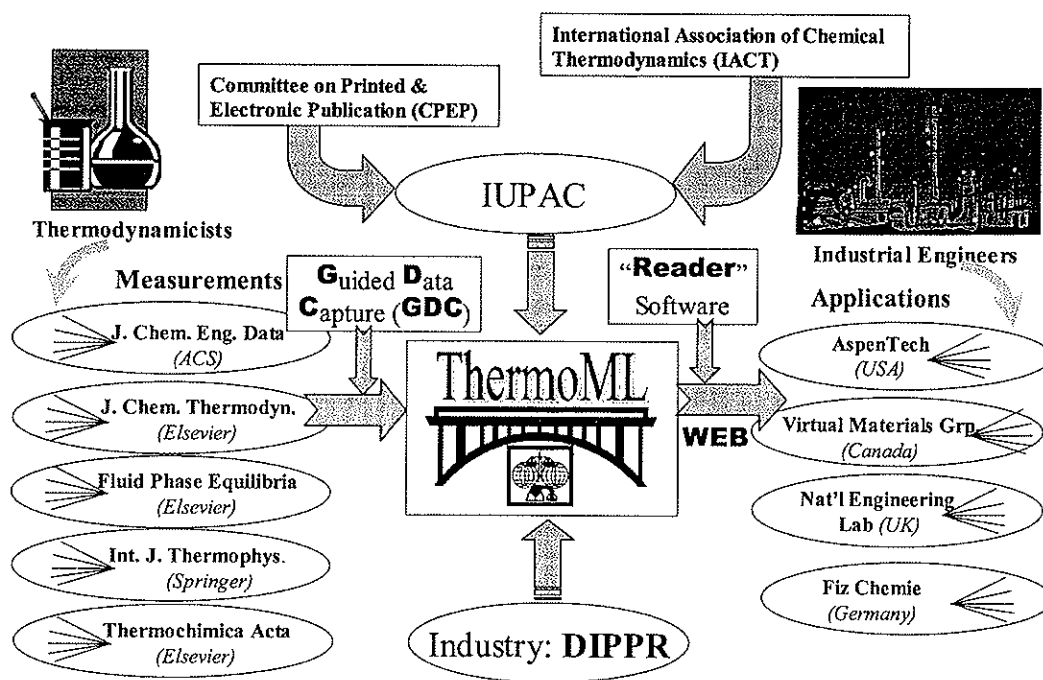 International Association of Chemical
Thermodynamics (IACT)
Committee on Printed &
Electronic Publication (CPEP)
IUPAC
Thermodynamicists
Industrial Engineers
Measurements
Guided Data
Capture (GDC)
"Reader"
Software
Applications
J. Chem. Eng. Data
(ACS)
J. Chem. Thermodyn.
(Elsevier)
Fluid Phase Equilibria
(Elsevier)
Int. J. Thermophys.
(Springer)
Thermochimica Acta
(Elsevier)
ThermoML
WEB
AspenTech
(USA)
Virtual Materials Grp.
(Canada)
Nat'l Engineering
Lab (UK)
Fiz Chemie
(Germany)
Industry: DIPPR